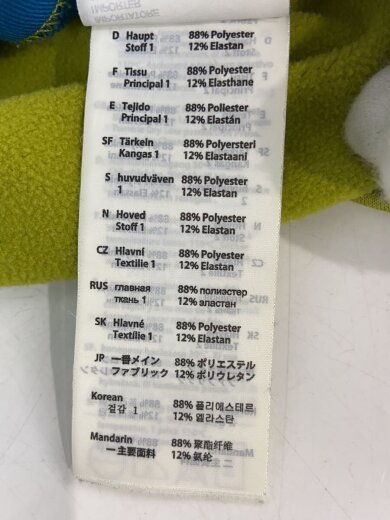 IMPORTER
IMPORTATORE
D Haupt 88% Polyester
Stoff 1 12% Elastan
F Tissu 88% Polyester
Principal 1 12% Elasthane
E Tejido 88% Poliester
Principal 1 12% Elastán
SF Tärkeln 88% Polyersteri
Kangas 1 12% Elastaani
S huvudväven 88% Polyester
1 12% Elastan
N Hoved 88% Polyester
Stoff 1 12% Elastan
CZ Hlavní 88% Polyester
Textilie 1 12% Elastan
RUS главная 88% полиэстер
ткань 1 12% эластан
SK Hlavné 88% Polyester
Textílie 1 12% Elastan
JP 一番メイン 88% ポリエステル
ファブリック 12% ポリウレタン
Korean 88% 폴리에스테르
겉감 1 12% 엘라스탄
Mandarin 88% 聚酯纤维
一主要面料 12% 氨纶